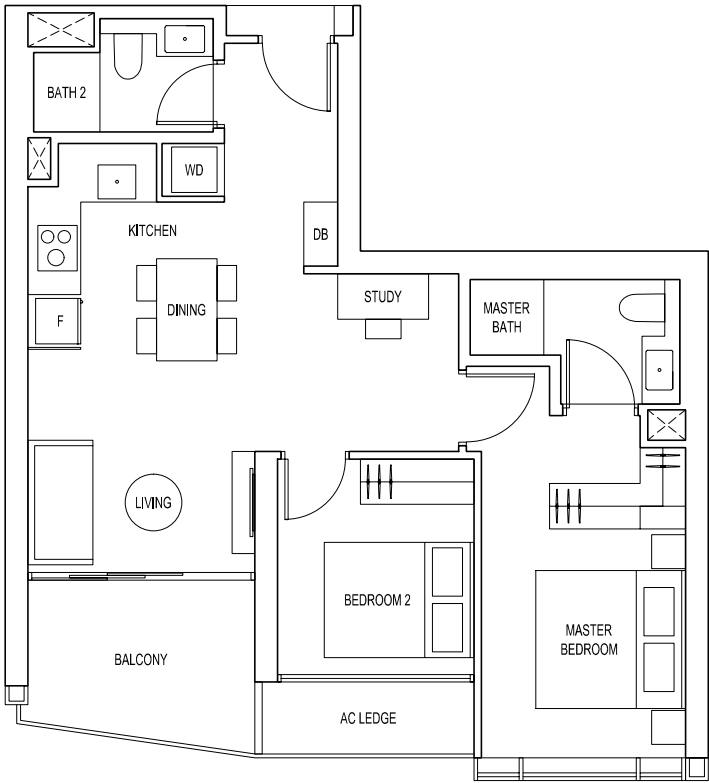 BATH 2
WD
KITCHEN
DB
DINING
STUDY
MASTER
BATH
F
LIVING
BEDROOM 2
MASTER
BEDROOM
BALCONY
AC LEDGE